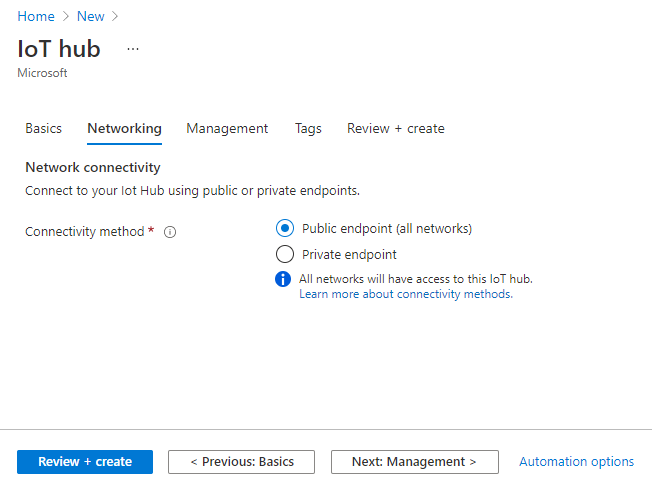 Home > New >
IoT hub ...
Microsoft
Basics Networking Management Tags Review + create
Network connectivity
Connect to your Iot Hub using public or private endpoints.
Connectivity method *
Public endpoint (all networks)
Private endpoint
All networks will have access to this IoT hub.
Learn more about connectivity methods.
Review + create < Previous: Basics Next: Management > Automation options